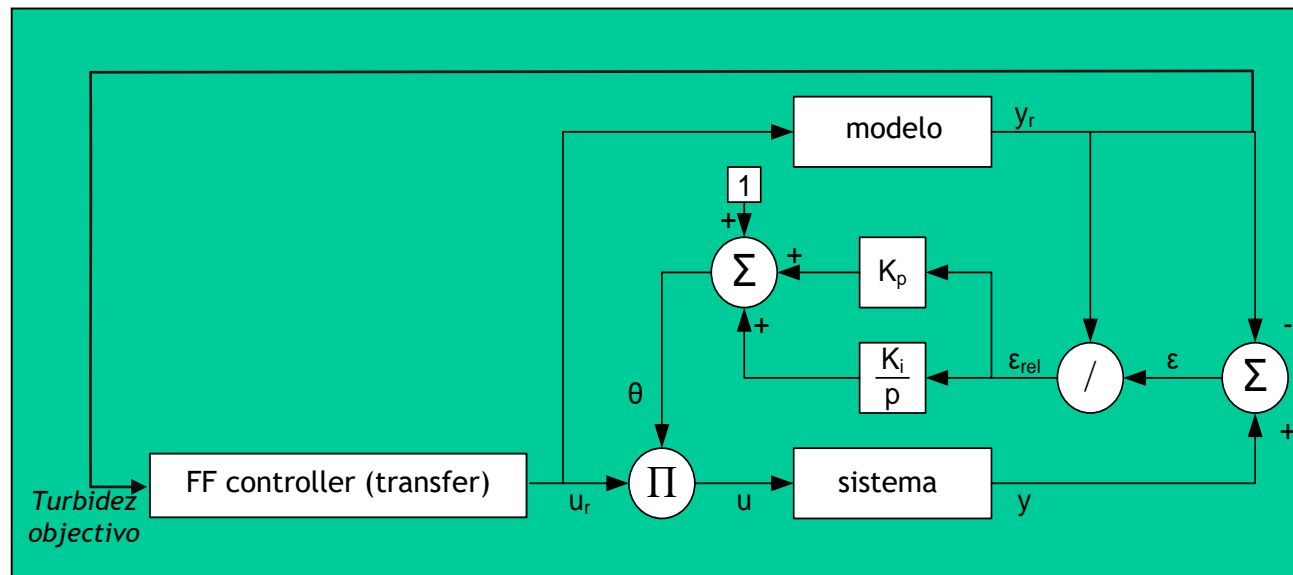 modelo
yᵣ
1
+
Σ
+
Kₚ
-
+
Kᵢ
p
εᵣₑₗ
/
ε
Σ
θ
+
FF controller (transfer)
uᵣ
Π
u
sistema
y
Turbidez
objectivo